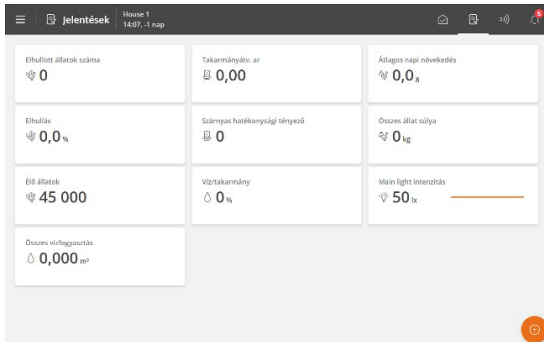 Jelentések
House 1
14:07, -1 nap
5
Elhullott állatok száma
0
Takarmányátv. ar
0,00
Átlagos napi növekedés
0,0 g
Elhullás
0,0 %
Szárnyas hatékonysági tényező
0
Összes állat súlya
0 kg
Élő állatok
45 000
Víz/takarmány
0 %
Main light intenzitás
50 lx
Összes vízfogyasztás
0,000 m³